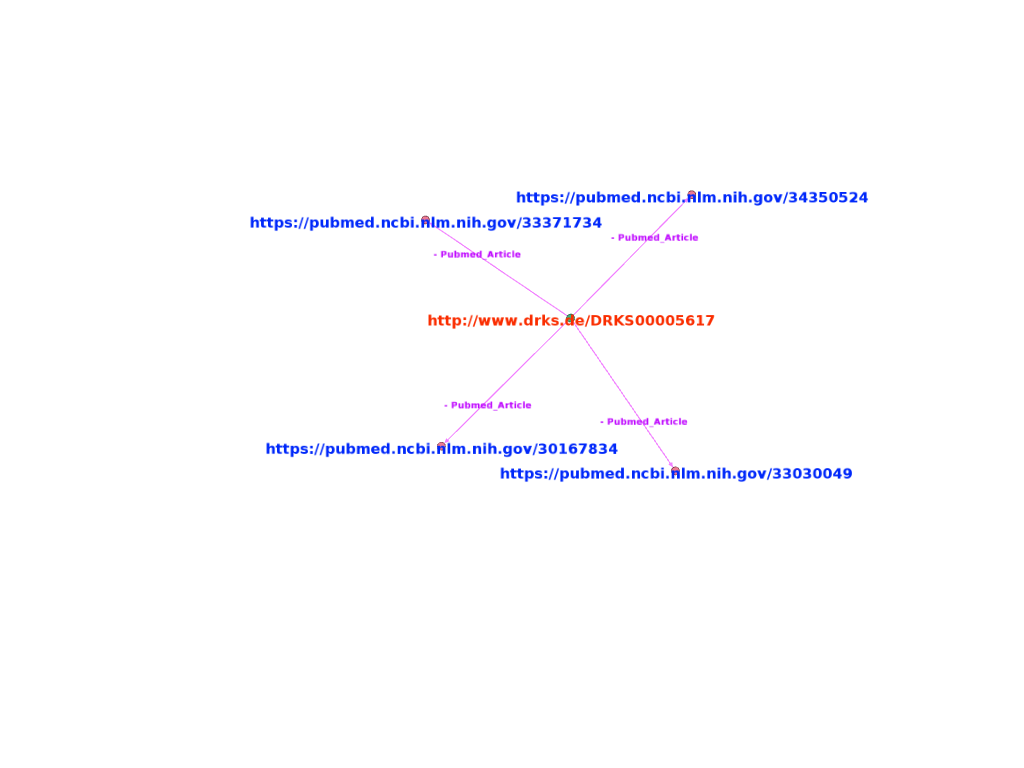 https://pubmed.ncbi.nlm.nih.gov/34350524
https://pubmed.ncbi.nlm.nih.gov/33371734
- Pubmed_Article
- Pubmed_Article
http://www.drks.de/DRKS00005617
- Pubmed_Article
- Pubmed_Article
https://pubmed.ncbi.nlm.nih.gov/30167834
https://pubmed.ncbi.nlm.nih.gov/33030049